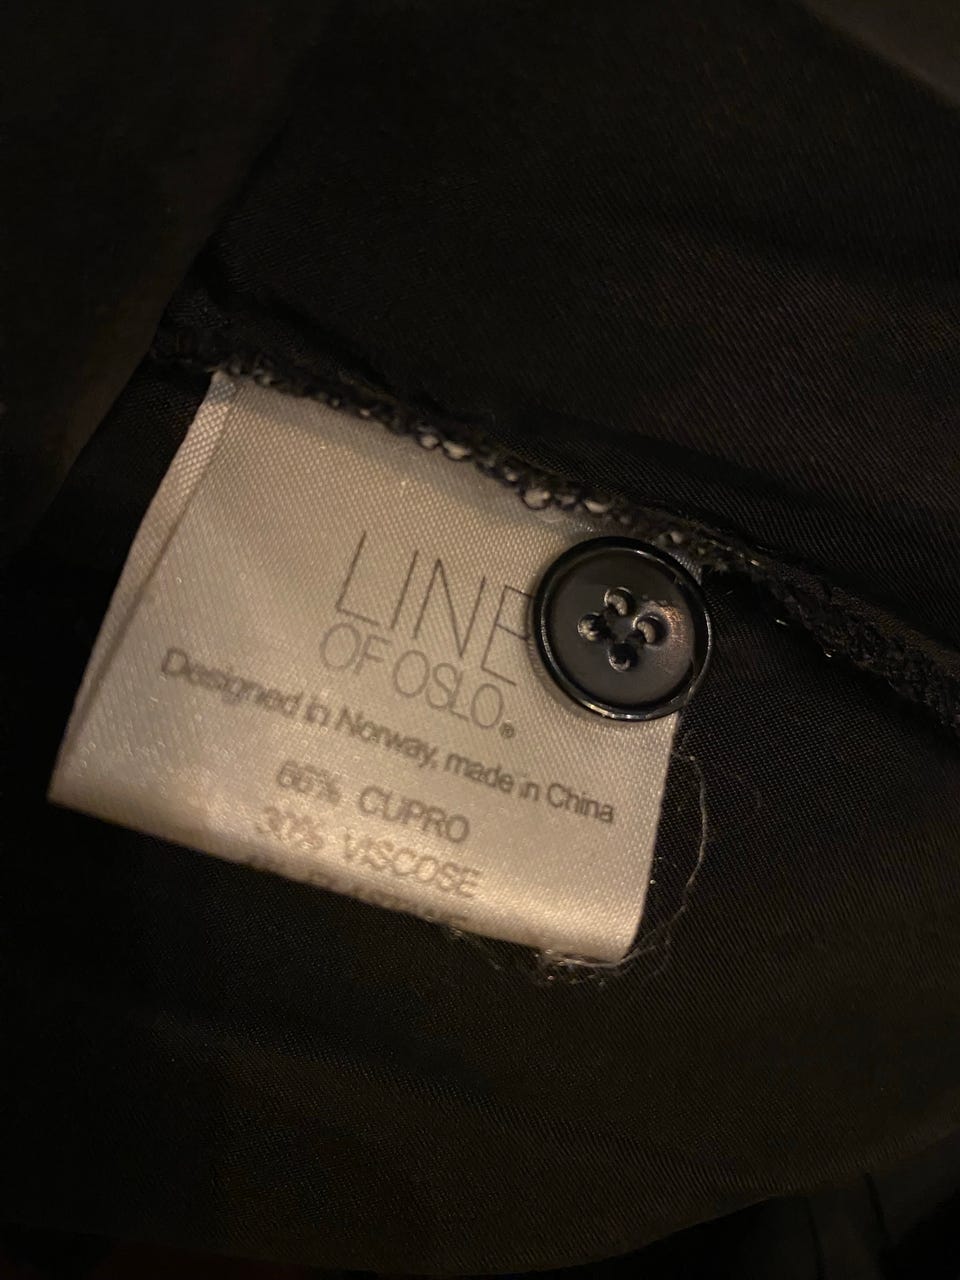 LINE
OF OSLO®
Designed in Norway, made in China
66% CUPRO
30% VISCOSE